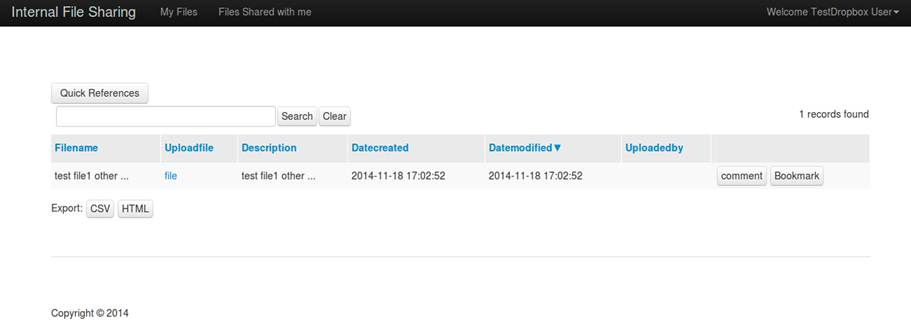 Internal File Sharing My Files Files Shared with me Welcome TestDropbox User
Quick References
Search Clear 1 records found
Filename Uploadfile Description Datecreated Datemodified▼ Uploadedby
test file1 other ... file test file1 other ... 2014-11-18 17:02:52 2014-11-18 17:02:52 comment Bookmark
Export: CSV HTML
Copyright © 2014